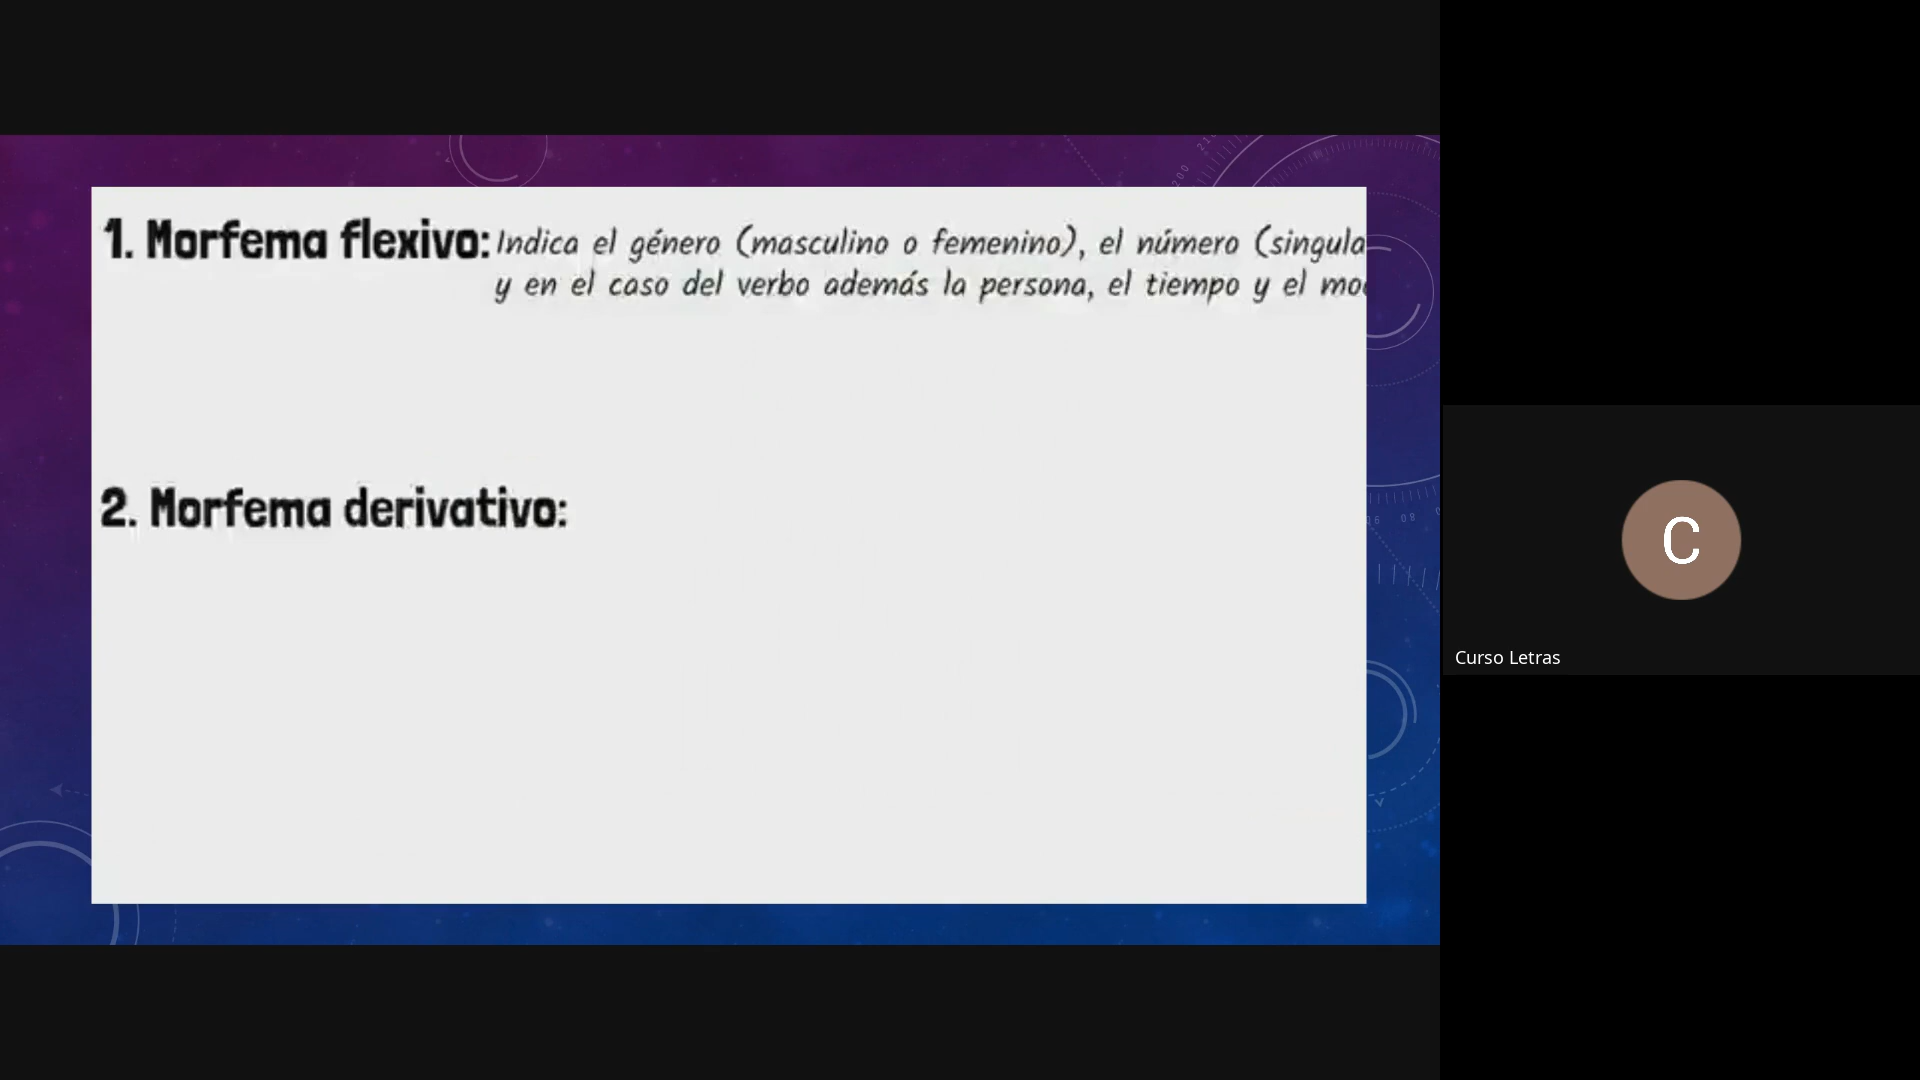 1. Morfema flexivo: Indica el género (masculino o femenino), el número (singula
y en el caso del verbo además la persona, el tiempo y el mo
2. Morfema derivativo:
C
Curso Letras
200